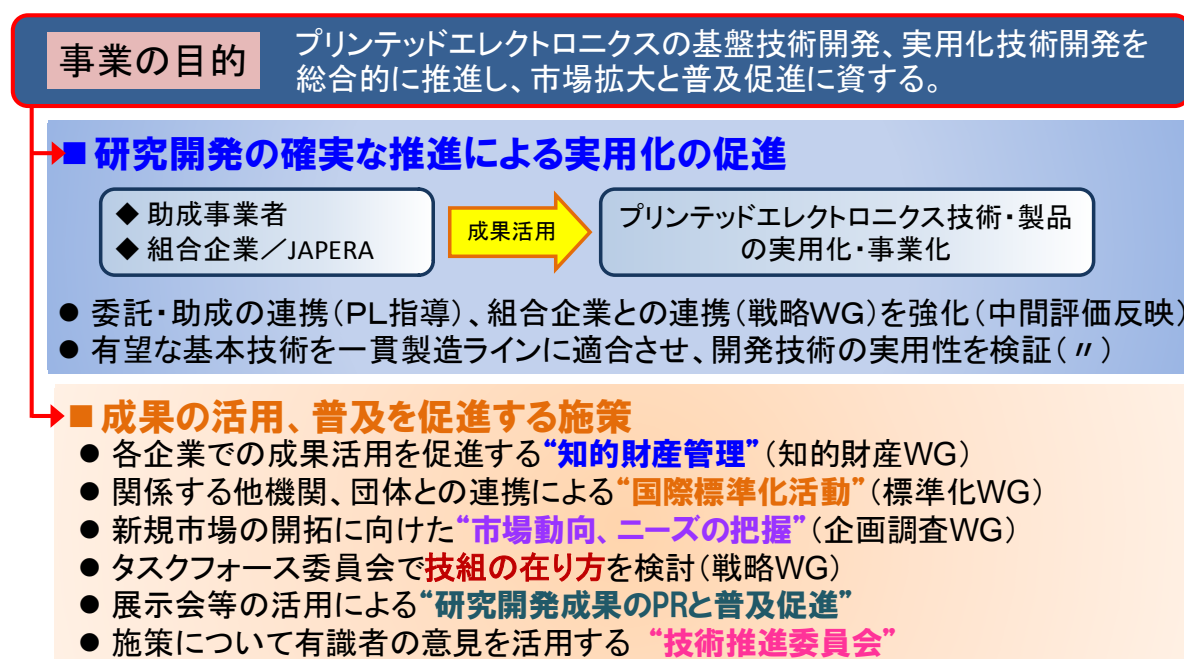 事業の目的
プリンテッドエレクトロニクスの基盤技術開発、実用化技術開発を
総合的に推進し、市場拡大と普及促進に資する。
■ 研究開発の確実な推進による実用化の促進
◆ 助成事業者
◆ 組合企業／JAPERA
成果活用
プリンテッドエレクトロニクス技術・製品
の実用化・事業化
● 委託・助成の連携(PL指導)、組合企業との連携(戦略WG)を強化(中間評価反映)
● 有望な基本技術を一貫製造ラインに適合させ、開発技術の実用性を検証(〃)
■ 成果の活用、普及を促進する施策
● 各企業での成果活用を促進する“知的財産管理”(知的財産WG)
● 関係する他機関、団体との連携による“国際標準化活動”(標準化WG)
● 新規市場の開拓に向けた“市場動向、ニーズの把握”(企画調査WG)
● タスクフォース委員会で技組の在り方を検討(戦略WG)
● 展示会等の活用による“研究開発成果のPRと普及促進”
● 施策について有識者の意見を活用する “技術推進委員会”